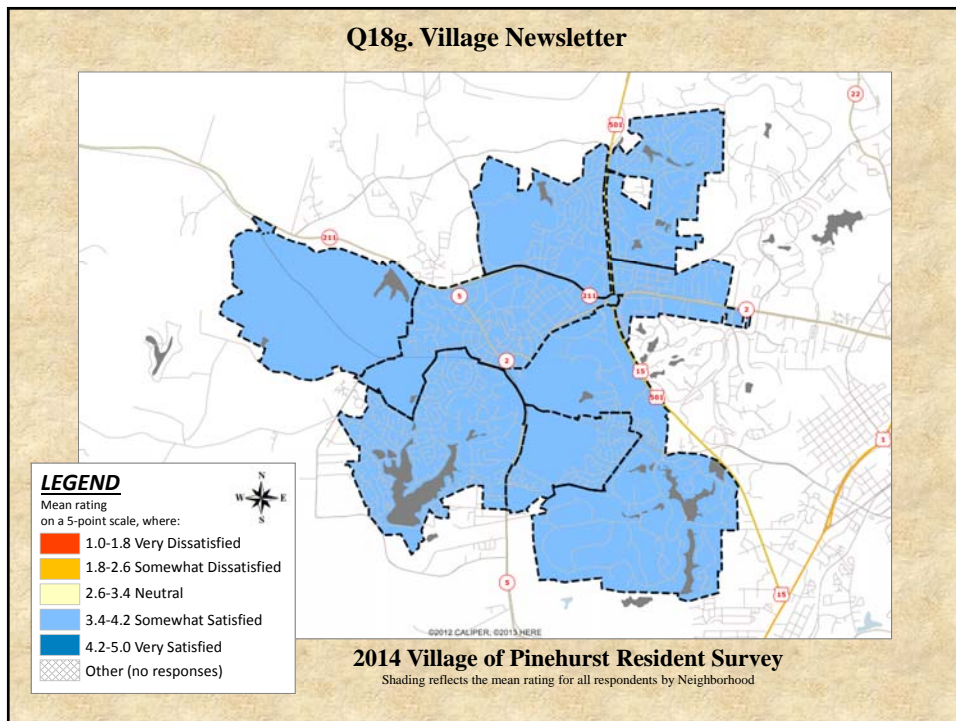 Q18g. Village Newsletter
22
501
211
5
211
2
2
15
501
1
5
15
LEGEND
Mean rating
on a 5-point scale, where:
N
W E
S
1.0-1.8 Very Dissatisfied
1.8-2.6 Somewhat Dissatisfied
2.6-3.4 Neutral
3.4-4.2 Somewhat Satisfied
4.2-5.0 Very Satisfied
Other (no responses)
©2012 CALIPER, ©2013 HERE
2014 Village of Pinehurst Resident Survey
Shading reflects the mean rating for all respondents by Neighborhood